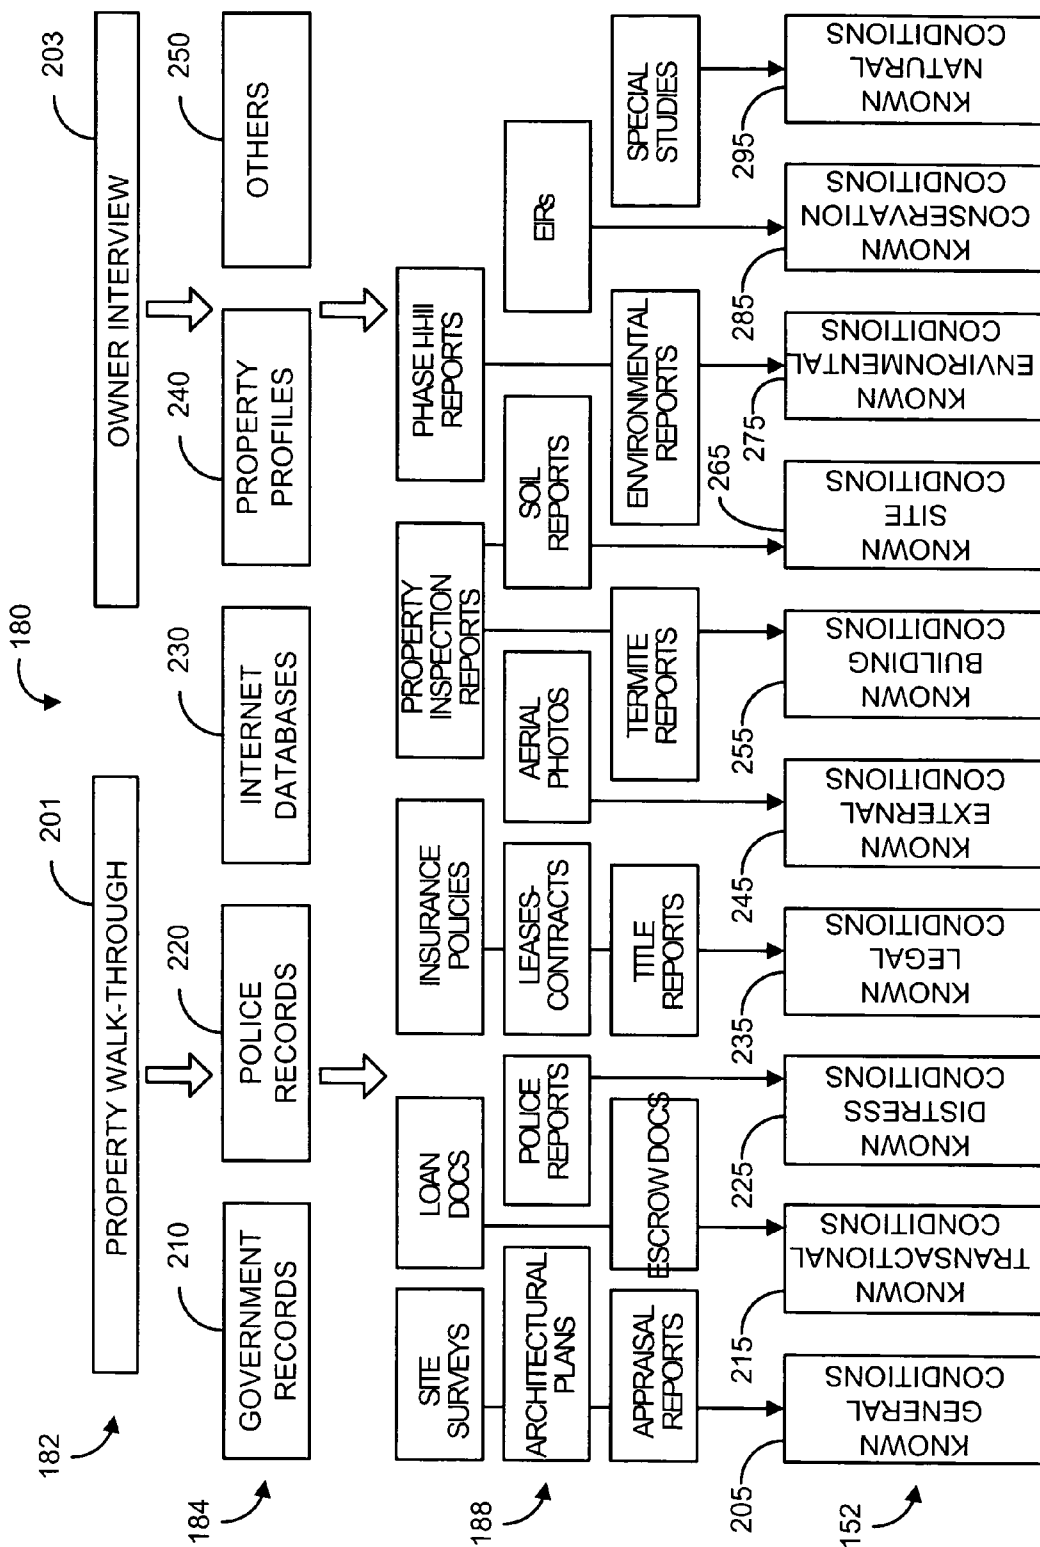 180
182
PROPERTY WALK-THROUGH
201
OWNER INTERVIEW
203
184
GOVERNMENT
RECORDS
210
POLICE
RECORDS
220
INTERNET
DATABASES
230
PROPERTY
PROFILES
240
OTHERS
250
188
SITE
SURVEYS
LOAN
DOCS
INSURANCE
POLICIES
PROPERTY
INSPECTION
REPORTS
PHASE I-II-III
REPORTS
ARCHITECTURAL
PLANS
POLICE
REPORTS
LEASES-
CONTRACTS
AERIAL
PHOTOS
SOIL
REPORTS
EIRs
APPRAISAL
REPORTS
ESCROW DOCS
TITLE
REPORTS
TERMITE
REPORTS
ENVIRONMENTAL
REPORTS
SPECIAL
STUDIES
205
215
225
235
245
255
265
275
285
295
152
KNOWN
GENERAL
CONDITIONS
KNOWN
TRANSACTIONAL
CONDITIONS
KNOWN
DISTRESS
CONDITIONS
KNOWN
LEGAL
CONDITIONS
KNOWN
EXTERNAL
CONDITIONS
KNOWN
BUILDING
CONDITIONS
KNOWN
SITE
CONDITIONS
KNOWN
ENVIRONMENTAL
CONDITIONS
KNOWN
CONSERVATION
CONDITIONS
KNOWN
NATURAL
CONDITIONS